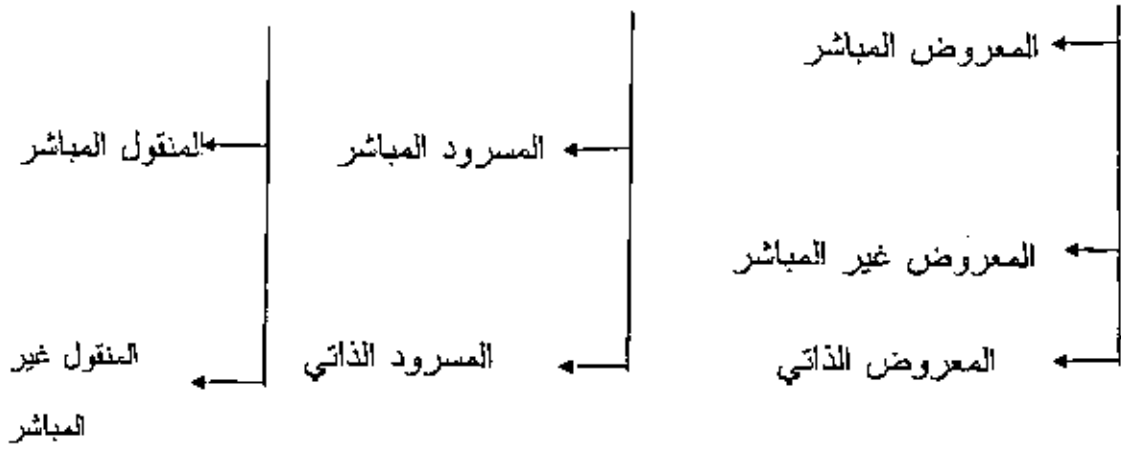 المعروض المباشر
المسرود المباشر
المنقول المباشر
المعروض غير المباشر
المعروض الذاتي
المسرود الذاتي
المنقول غير
المباشر